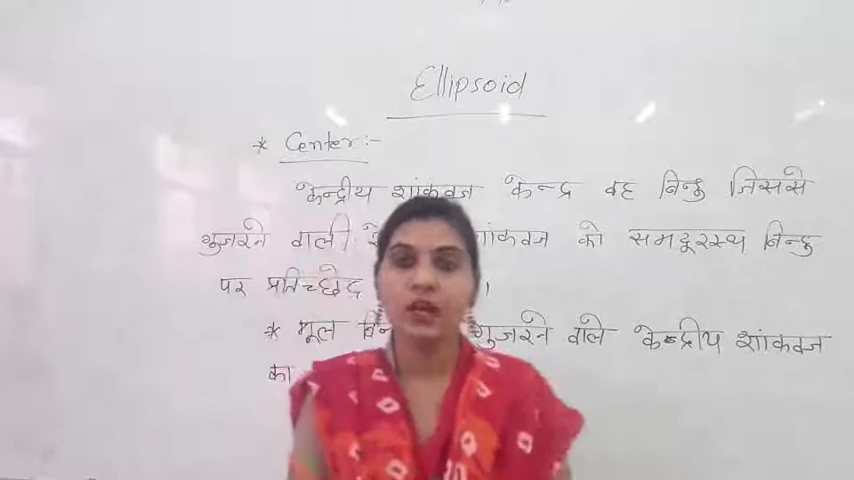 Ellipsoid
* Center:-
केन्द्रीय शांकवज केन्द्र वह बिन्दु जिससे
गुजरने वाली शांकवज को समदूरस्थ बिन्दु
पर प्रतिच्छेद
* मूल गुजरने वाले केन्द्रीय शांकवज
का